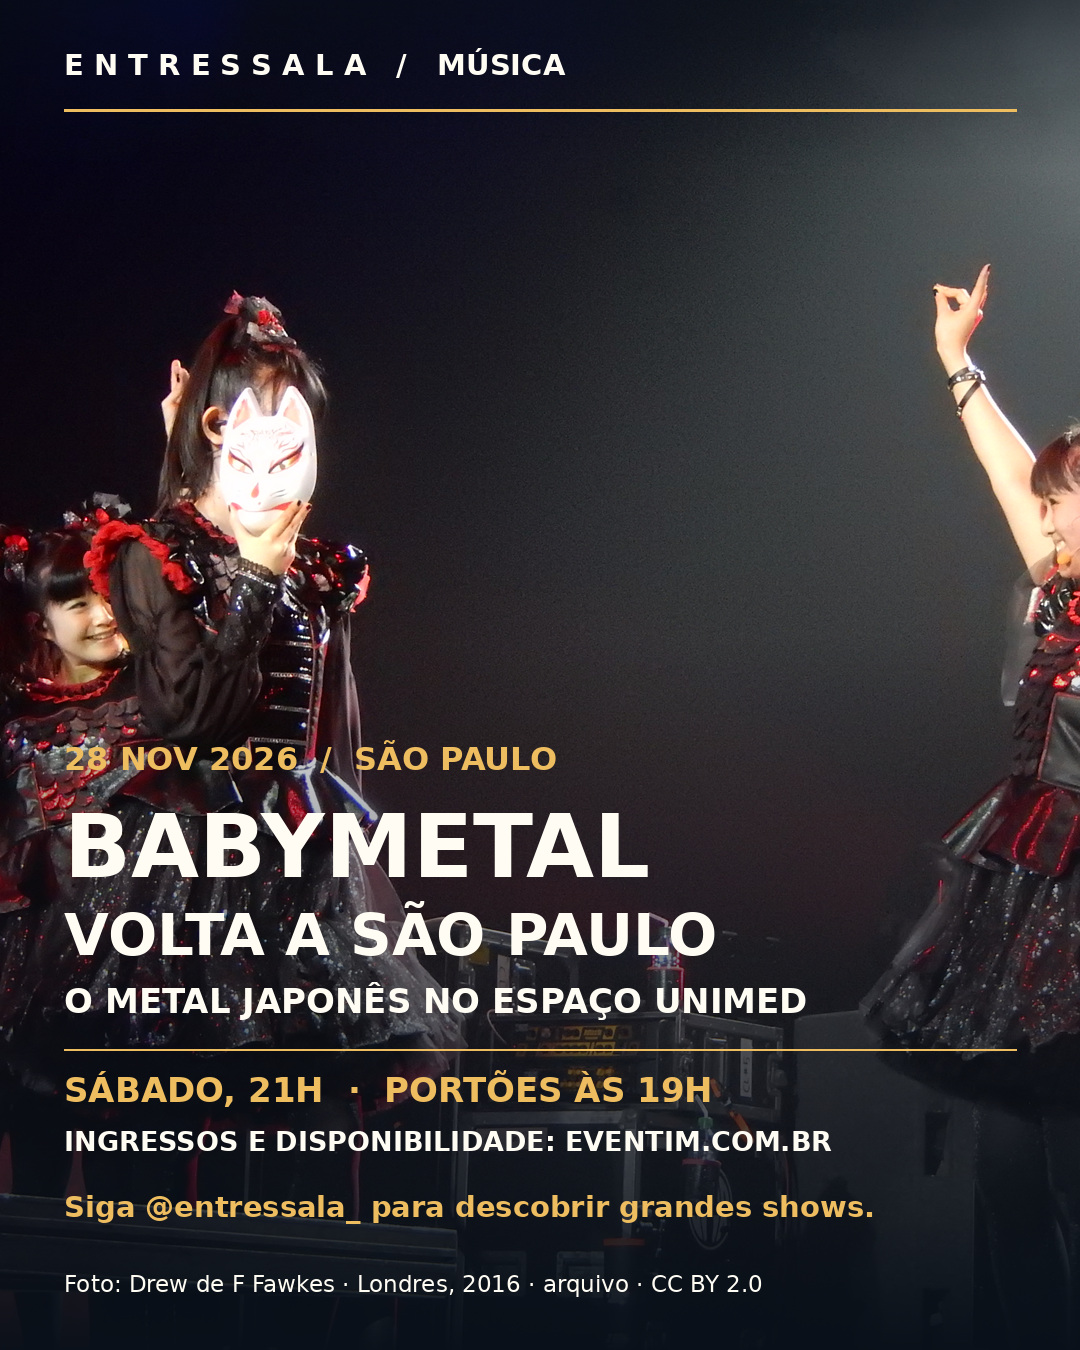 ENTRESSALA / MÚSICA
28 NOV 2026 / SÃO PAULO
BABYMETAL
VOLTA A SÃO PAULO
O METAL JAPONÊS NO ESPAÇO UNIMED
SÁBADO, 21H · PORTÕES ÀS 19H
INGRESSOS E DISPONIBILIDADE: EVENTIM.COM.BR
Siga @entressala_ para descobrir grandes shows.
Foto: Drew de F Fawkes · Londres, 2016 · arquivo · CC BY 2.0